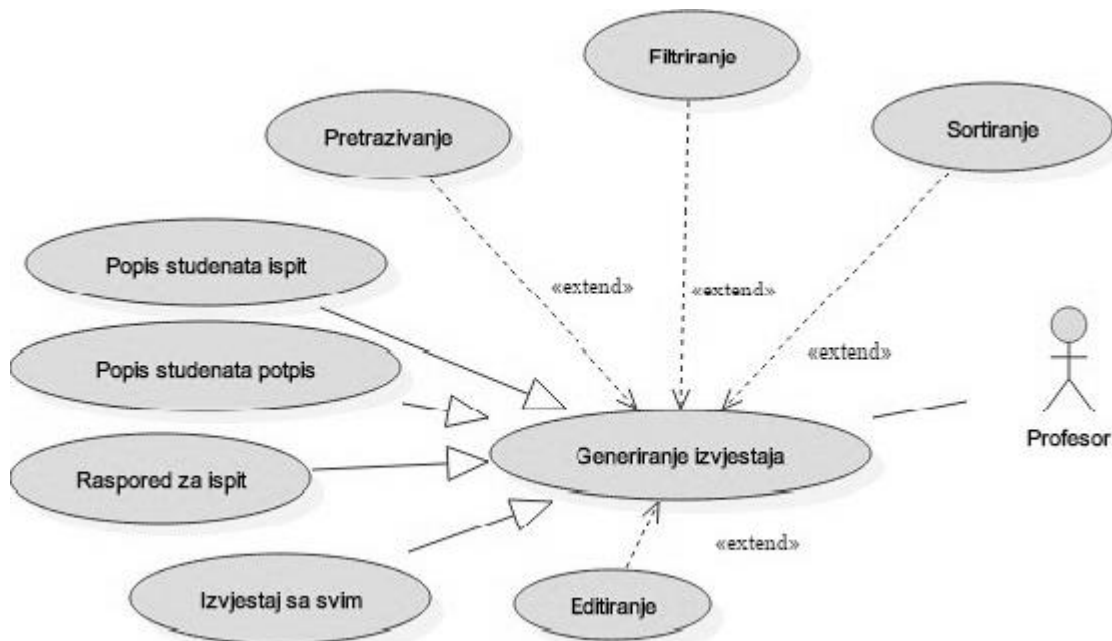 Filtriranje
Pretrazivanje
Sortiranje
Popis studenata ispit
«extend»
«extend»
Popis studenata potpis
«extend»
Profesor
Generiranje izvjestaja
Raspored za ispit
«extend»
Izvjestaj sa svim
Editiranje